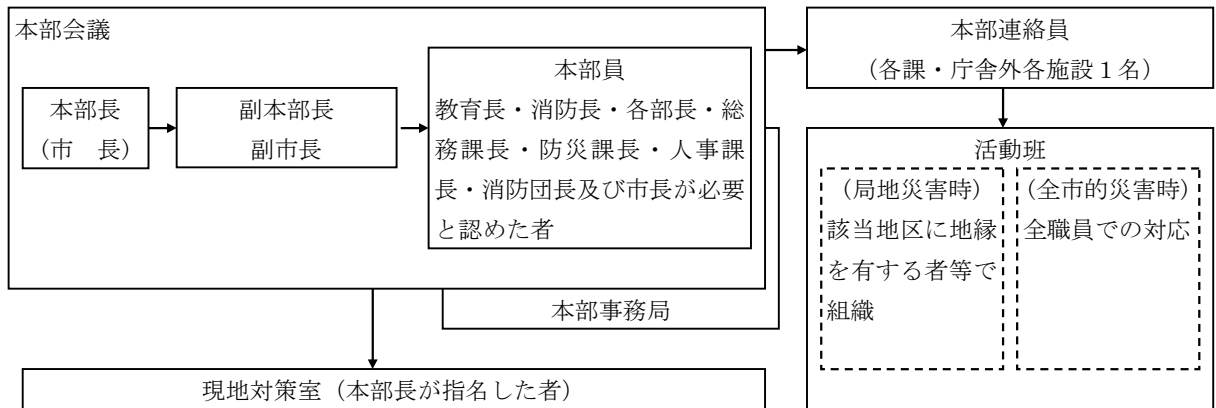 本部会議
本部長
(市　長)
副本部長
副市長
本部員
教育長・消防長・各部長・総
務課長・防災課長・人事課
長・消防団長及び市長が必要
と認めた者
本部事務局
現地対策室（本部長が指名した者）
本部連絡員
（各課・庁舎外各施設１名）
活動班
（局地災害時）
該当地区に地縁
を有する者等で
組織
（全市的災害時）
全職員での対応